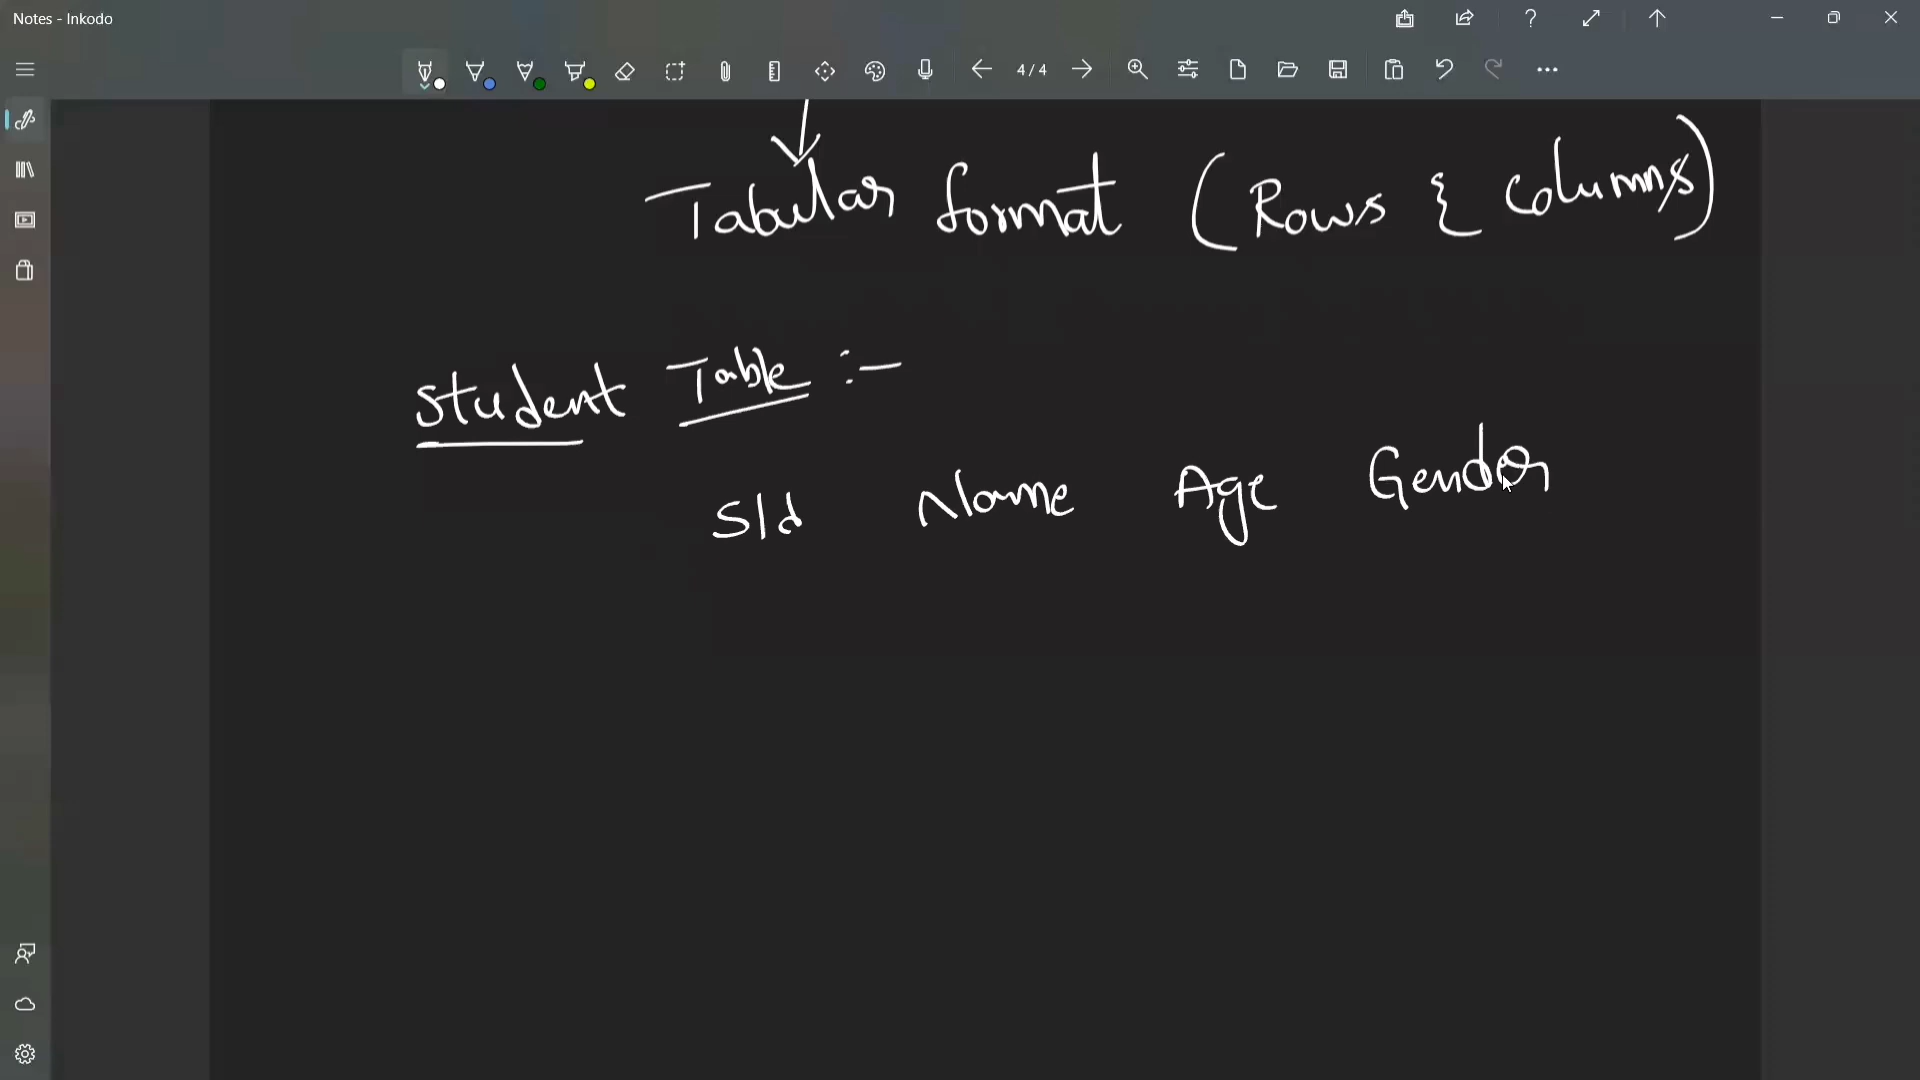 Notes - Inkodo
4 / 4
Tabular format (Rows & columns)
Student Table :-
SId Name Age Gender